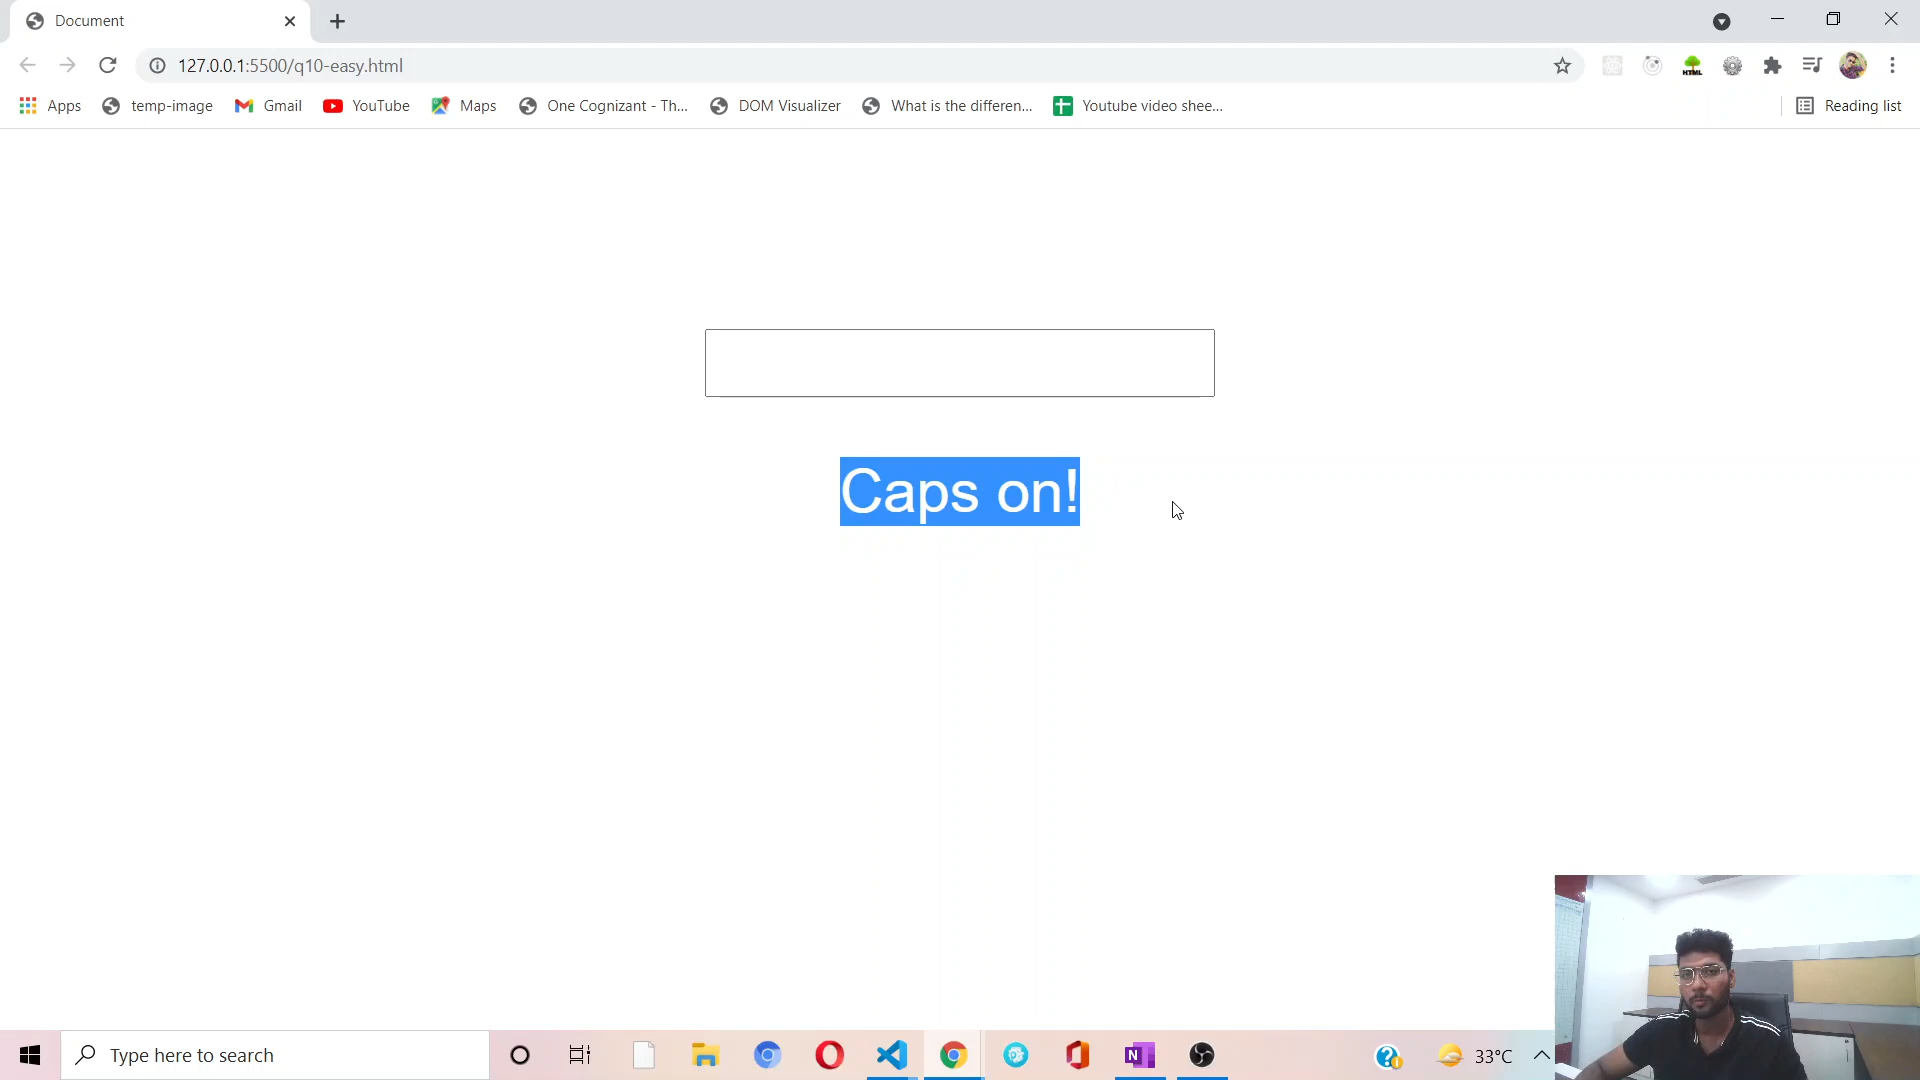 Document
127.0.0.1:5500/q10-easy.html
Apps temp-image Gmail YouTube Maps One Cognizant - Th... DOM Visualizer What is the differen... Youtube video shee... Reading list
HTML
Caps on!
Type here to search
N
33°C